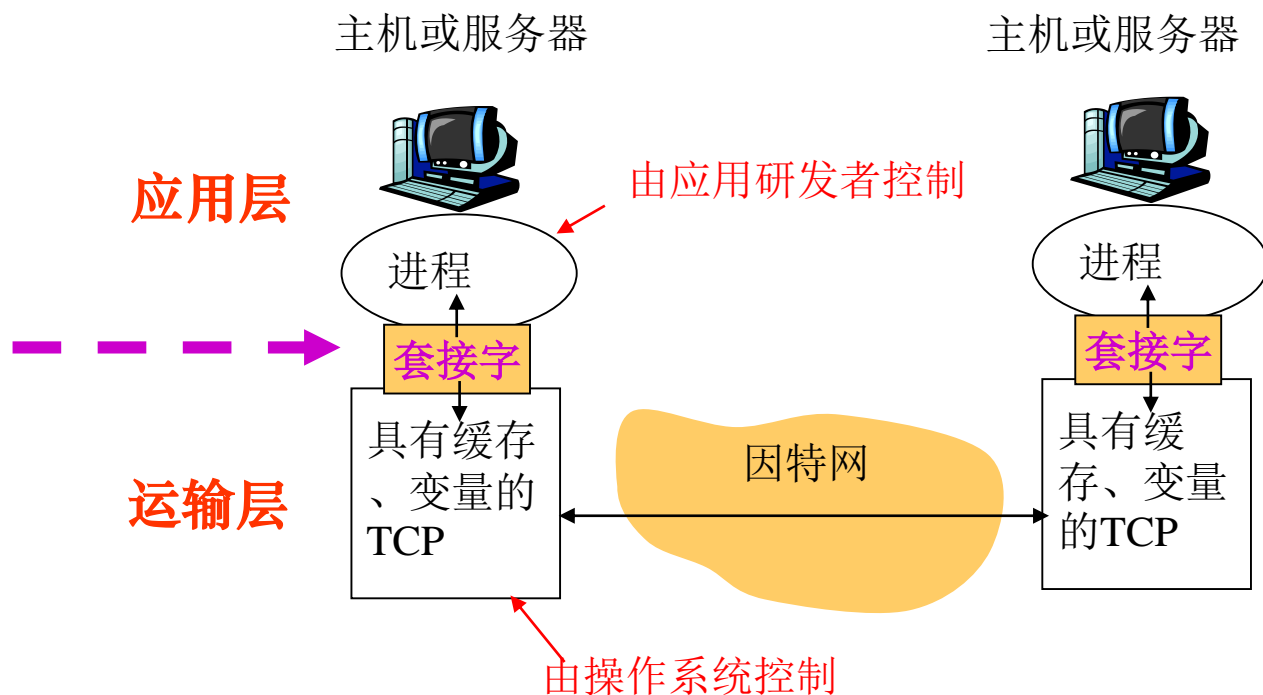 主机或服务器
主机或服务器
应用层
由应用研发者控制
进程
进程
套接字
套接字
具有缓存
、变量的
TCP
因特网
具有缓
存、变量
的TCP
运输层
由操作系统控制